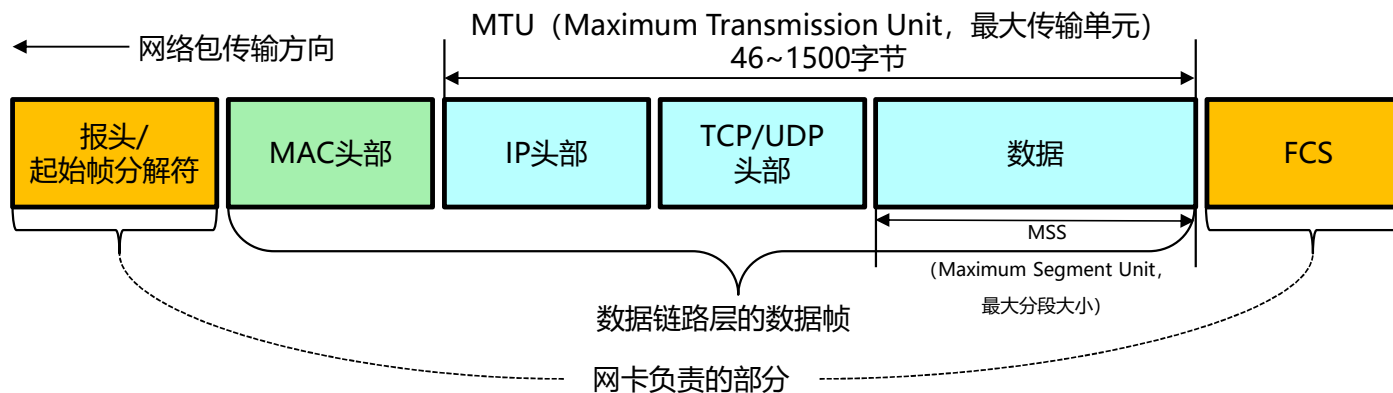 网络包传输方向
MTU（Maximum Transmission Unit，最大传输单元）
46~1500字节
报头/
起始帧分解符
MAC头部
IP头部
TCP/UDP
头部
数据
FCS
MSS
（Maximum Segment Unit，
最大分段大小）
数据链路层的数据帧
网卡负责的部分